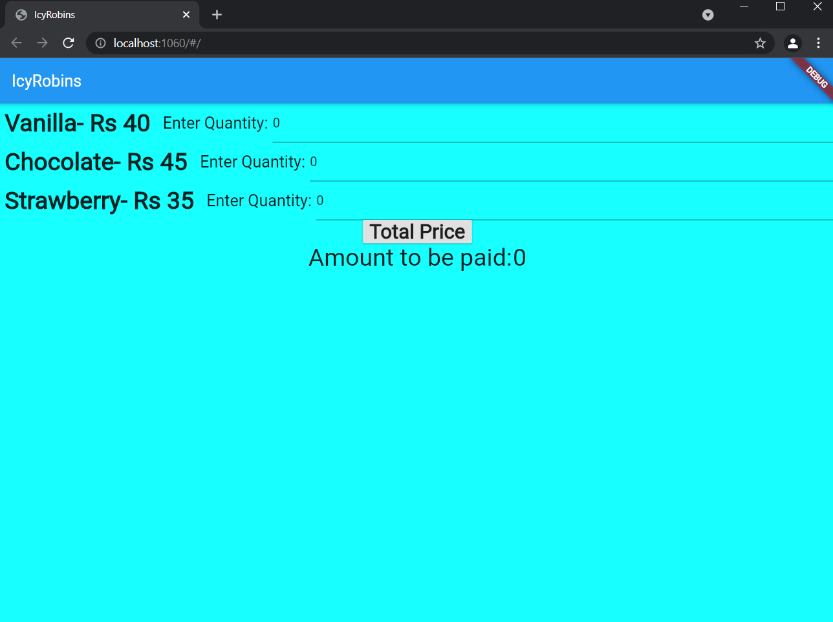 IcyRobins
localhost:1060/#/
IcyRobins
DEBUG
Vanilla- Rs 40 Enter Quantity: 0
Chocolate- Rs 45 Enter Quantity: 0
Strawberry- Rs 35 Enter Quantity: 0
Total Price
Amount to be paid:0